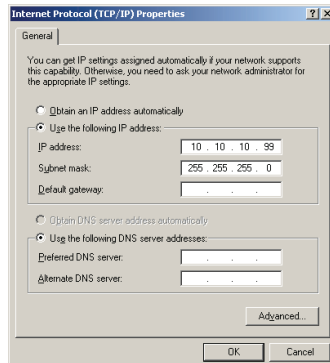 Internet Protocol (TCP/IP) Properties
General
You can get IP settings assigned automatically if your network supports
this capability. Otherwise, you need to ask your network administrator for
the appropriate IP settings.
Obtain an IP address automatically
Use the following IP address:
IP address: 10 . 10 . 10 . 99
Subnet mask: 255 . 255 . 255 . 0
Default gateway: . . .
Obtain DNS server address automatically
Use the following DNS server addresses:
Preferred DNS server: . . .
Alternate DNS server: . . .
Advanced...
OK Cancel